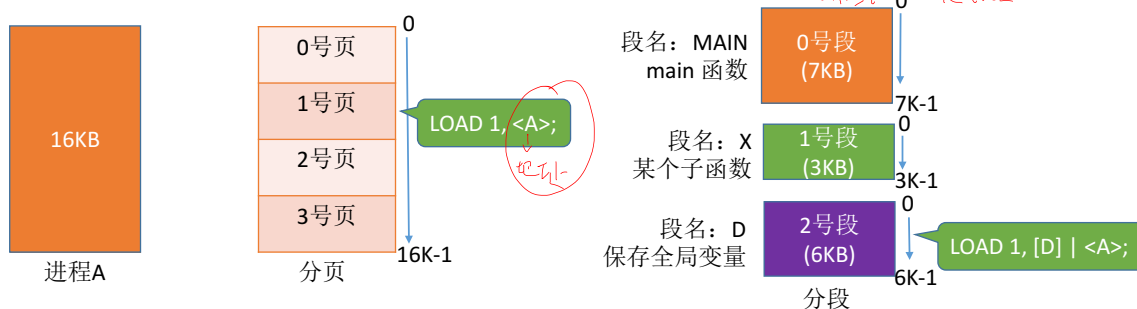 16KB
进程A
0号页
1号页
2号页
3号页
分页
0
16K-1
LOAD 1, <A>;
地址
段名：MAIN
main 函数
0号段
(7KB)
0
7K-1
段名：X
某个子函数
1号段
(3KB)
0
3K-1
段名：D
保存全局变量
2号段
(6KB)
0
6K-1
LOAD 1, [D] | <A>;
分段